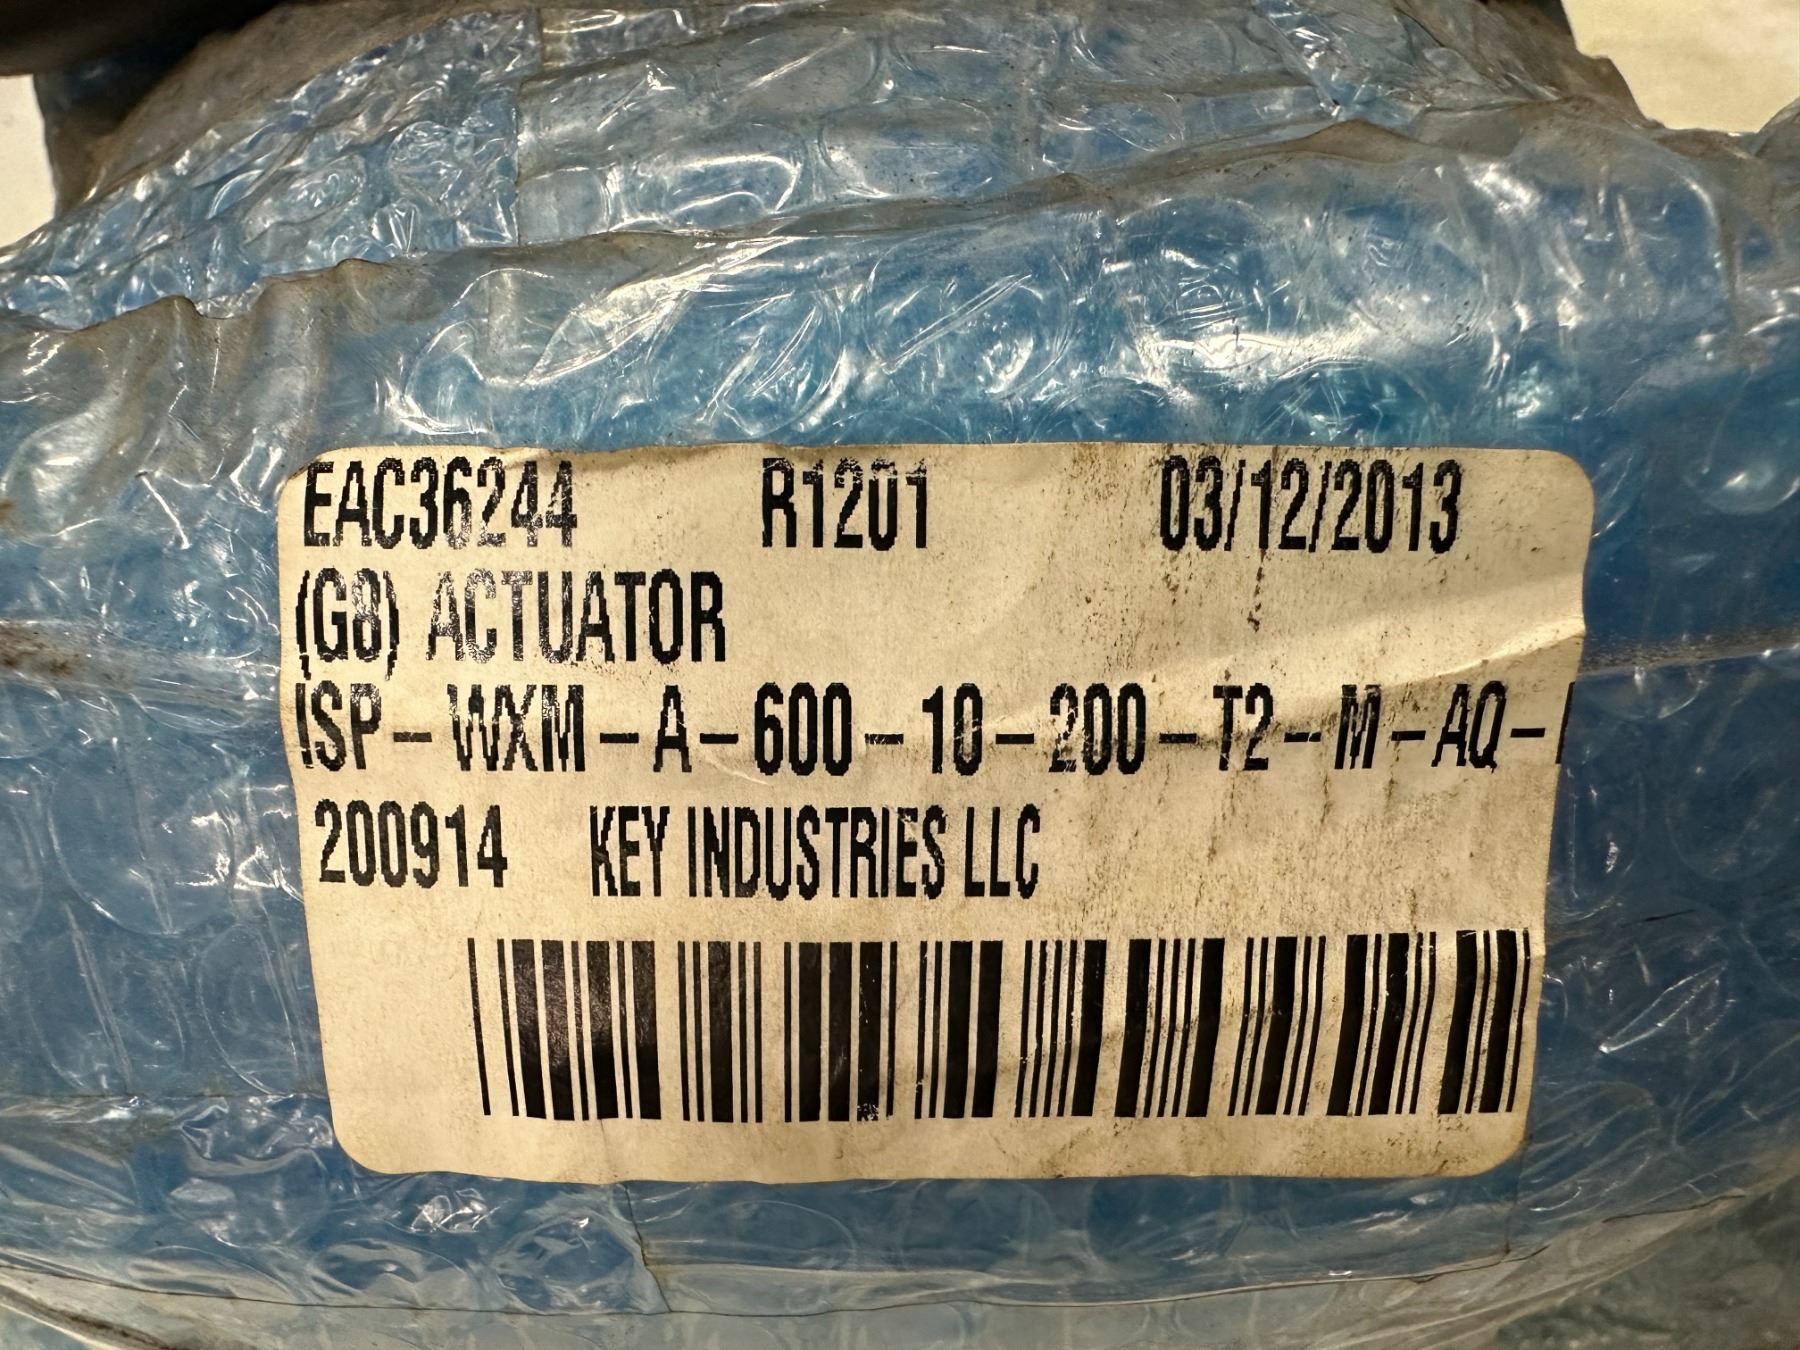 EAC36244 R1201 03/12/2013
(G8) ACTUATOR
ISP-WXM-A-600-10-200-T2-M-AQ-
200914 KEY INDUSTRIES LLC